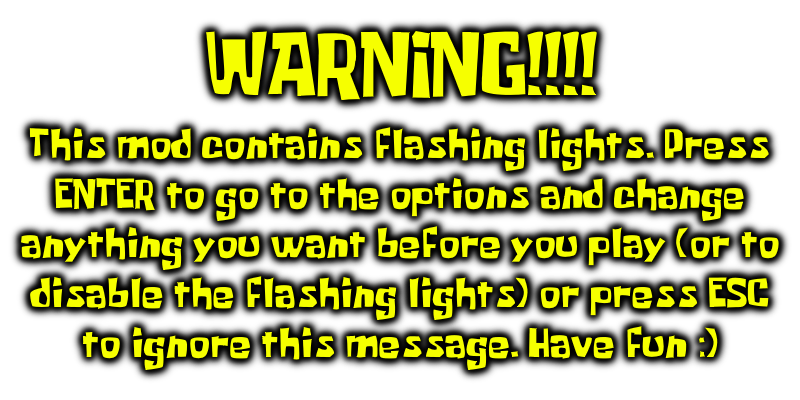 WARNiNG!!!!
This mod contains flashing lights. Press
ENTER to go to the options and change
anything you want before you play (or to
disable the flashing lights) or press ESC
to ignore this message. Have fun :)